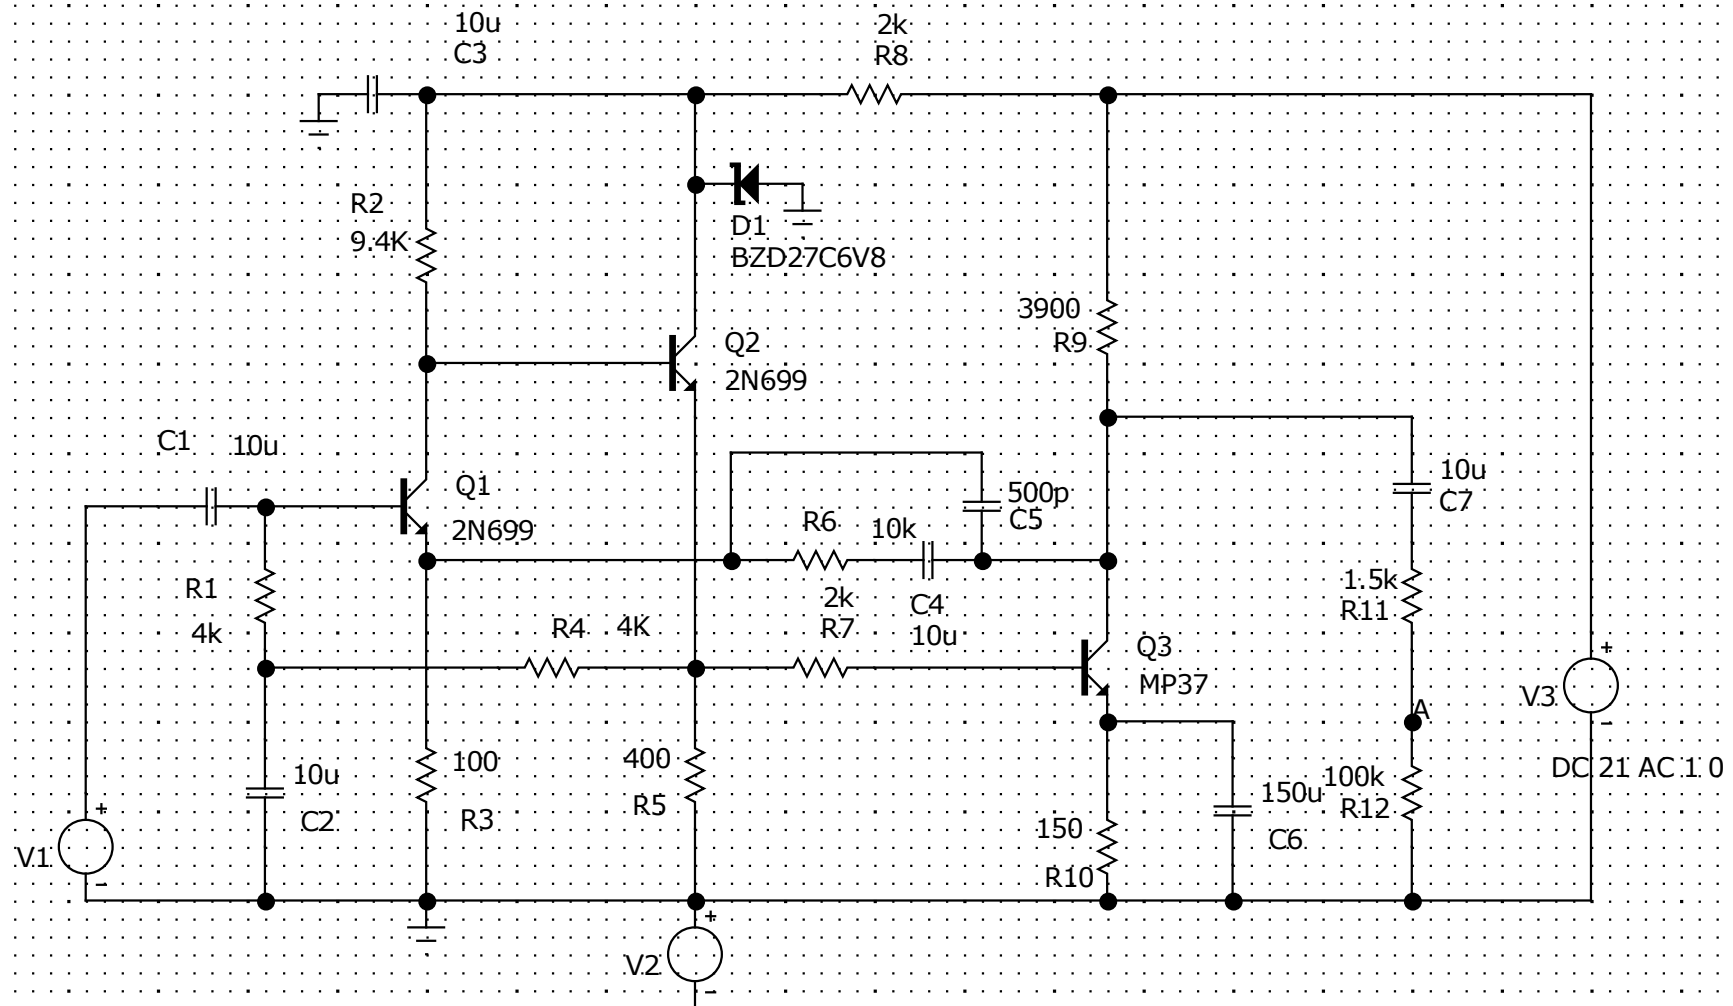 10u
C3
2k
R8
R2
9.4K
D1
BZD27C6V8
3900
R9
Q2
2N699
C1
10u
Q1
2N699
10u
C7
500p
C5
R6
10k
R1
4k
2k
R7
C4
10u
R4
4K
1.5k
R11
Q3
MP37
V3
A
100
R3
400
R5
10u
C2
DC 21 AC 1 0
100k
R12
150u
C6
150
R10
V1
V2
+
-
+
-
+
-